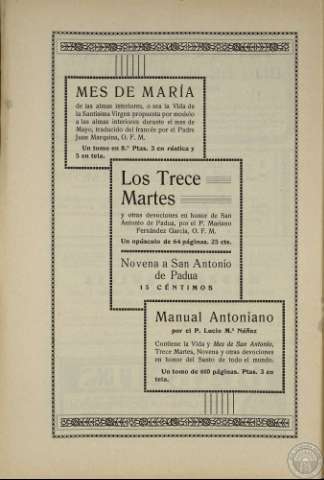 MES DE MARÍA
de las almas interiores, o sea la Vida de
la Santísima Virgen propuesta por modelo
a las almas interiores durante el mes de
Mayo, traducido del francés por el Padre
Juan Marquina, O. F. M.
Un tomo en 8.º Ptas. 3 en rústica y
5 en tela.
Los Trece
Martes
y otras devociones en honor de San
Antonio de Padua, por el P. Mariano
Fernández García, O. F. M.
Un opúsculo de 64 páginas. 25 cts.
Novena a San Antonio
de Padua
15 CÉNTIMOS
Manual Antoniano
por el P. Lucio M.ª Núñez
Contiene la Vida y Mes de San Antonio,
Trece Martes, Novena y otras devociones
en honor del Santo de todo el mundo.
Un tomo de 410 páginas. Ptas. 3 en
tela.